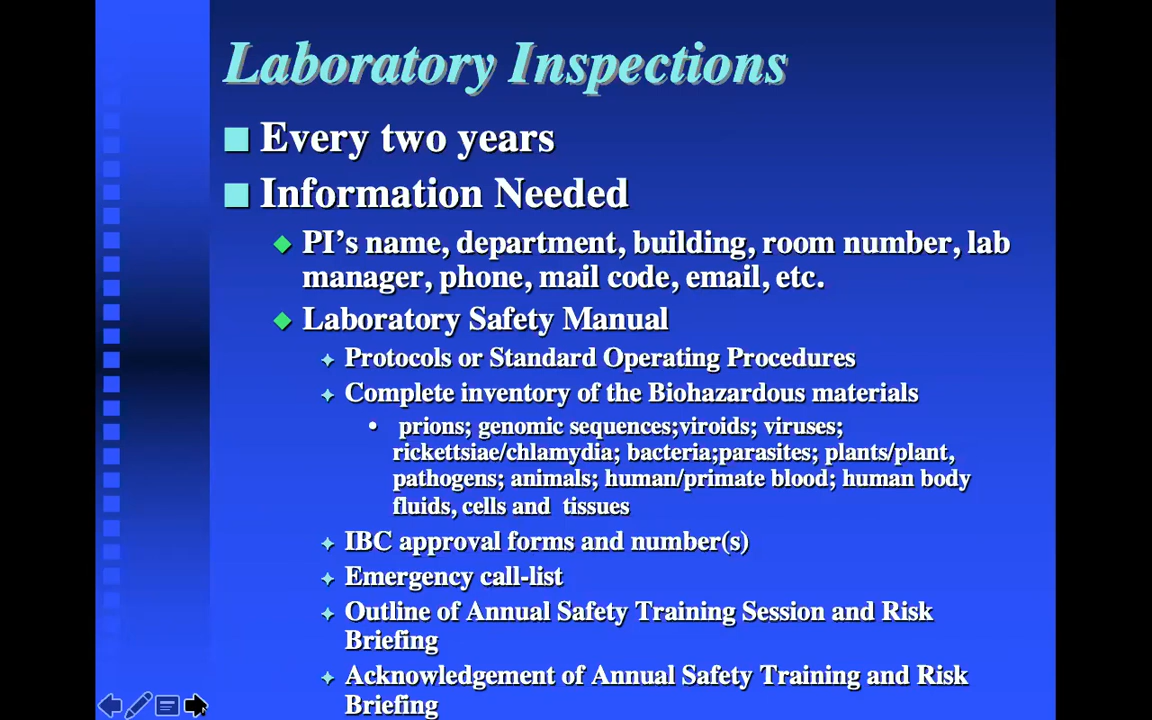 Laboratory Inspections
Every two years
Information Needed
PI’s name, department, building, room number, lab
manager, phone, mail code, email, etc.
Laboratory Safety Manual
Protocols or Standard Operating Procedures
Complete inventory of the Biohazardous materials
• prions; genomic sequences;viroids; viruses;
rickettsiae/chlamydia; bacteria;parasites; plants/plant,
pathogens; animals; human/primate blood; human body
fluids, cells and tissues
IBC approval forms and number(s)
Emergency call-list
Outline of Annual Safety Training Session and Risk
Briefing
Acknowledgement of Annual Safety Training and Risk
Briefing